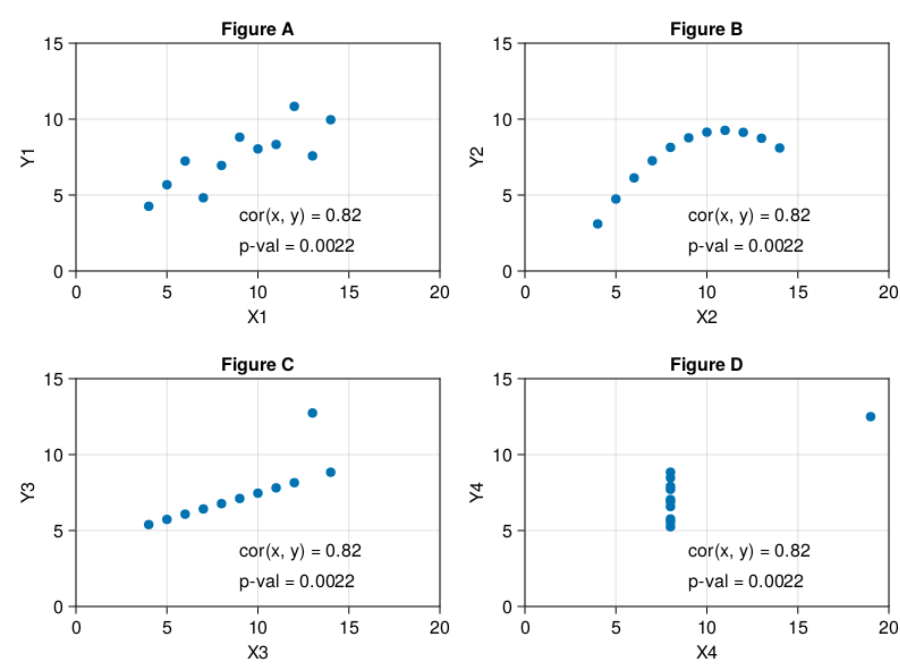 Figure A
15
10
5
0
Y1
cor(x, y) = 0.82
p-val = 0.0022
0 5 10 15 20
X1
Figure B
15
10
5
0
Y2
cor(x, y) = 0.82
p-val = 0.0022
0 5 10 15 20
X2
Figure C
15
10
5
0
Y3
cor(x, y) = 0.82
p-val = 0.0022
0 5 10 15 20
X3
Figure D
15
10
5
0
Y4
cor(x, y) = 0.82
p-val = 0.0022
0 5 10 15 20
X4